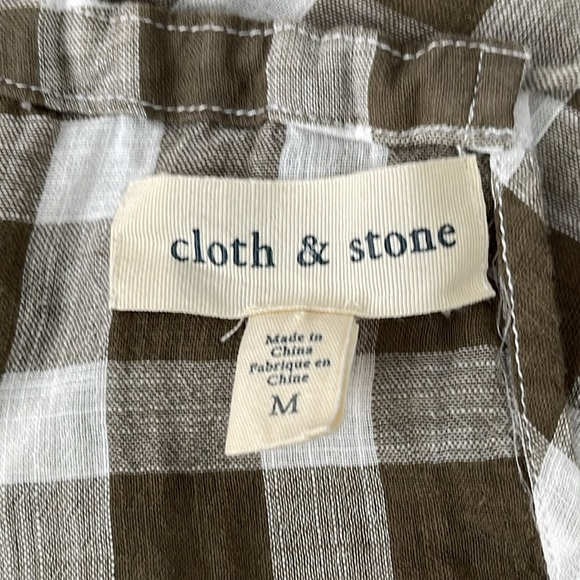 cloth & stone
Made in
China
Fabrique en
Chine
M